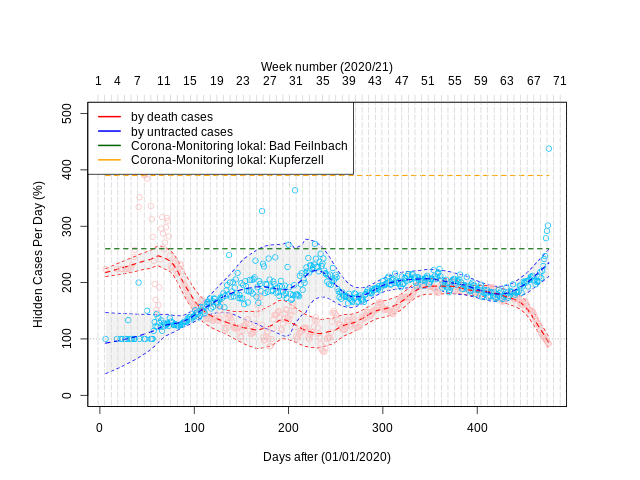 Week number (2020/21)
1 4 7 11 15 19 23 27 31 35 39 43 47 51 55 59 63 67 71
500
400
300
200
100
0
Hidden Cases Per Day (%)
by death cases
by untracted cases
Corona-Monitoring lokal: Bad Feilnbach
Corona-Monitoring lokal: Kupferzell
0 100 200 300 400
Days after (01/01/2020)